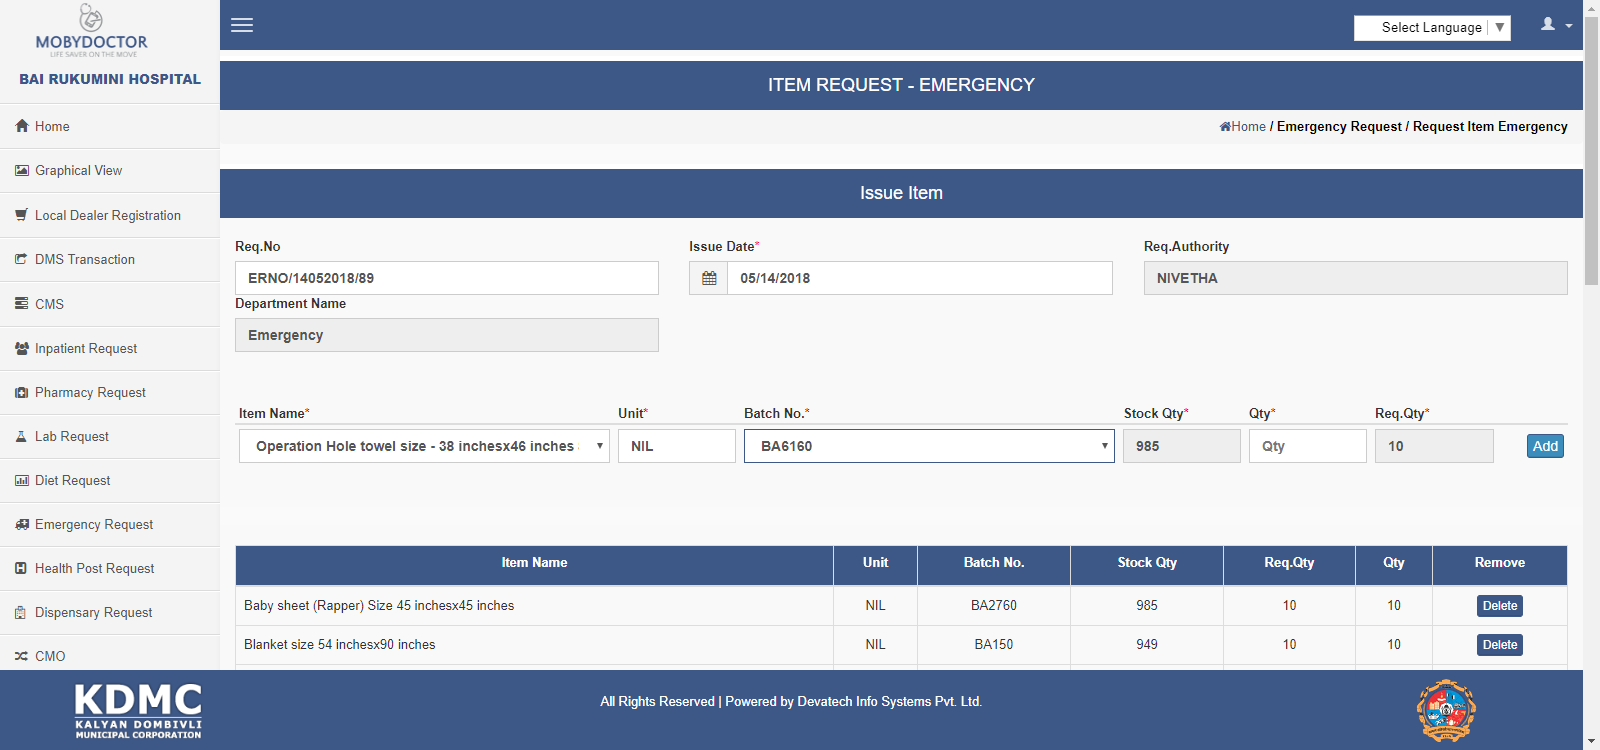 MOBYDOCTOR
LIFE SAVER ON THE MOVE
BAI RUKUMINI HOSPITAL
Home
Graphical View
Local Dealer Registration
DMS Transaction
CMS
Inpatient Request
Pharmacy Request
Lab Request
Diet Request
Emergency Request
Health Post Request
Dispensary Request
CMO
Select Language ▼
ITEM REQUEST - EMERGENCY
Home / Emergency Request / Request Item Emergency
Issue Item
Req.No Issue Date* Req.Authority
ERNO/14052018/89 05/14/2018 NIVETHA
Department Name
Emergency
Item Name* Unit* Batch No.* Stock Qty* Qty* Req.Qty*
Operation Hole towel size - 38 inchesx46 inches NIL BA6160 985 Qty 10 Add
Item Name Unit Batch No. Stock Qty Req.Qty Qty Remove
Baby sheet (Rapper) Size 45 inchesx45 inches NIL BA2760 985 10 10 Delete
Blanket size 54 inchesx90 inches NIL BA150 949 10 10 Delete
KDMC
KALYAN DOMBIVLI
MUNICIPAL CORPORATION
All Rights Reserved | Powered by Devatech Info Systems Pvt. Ltd.